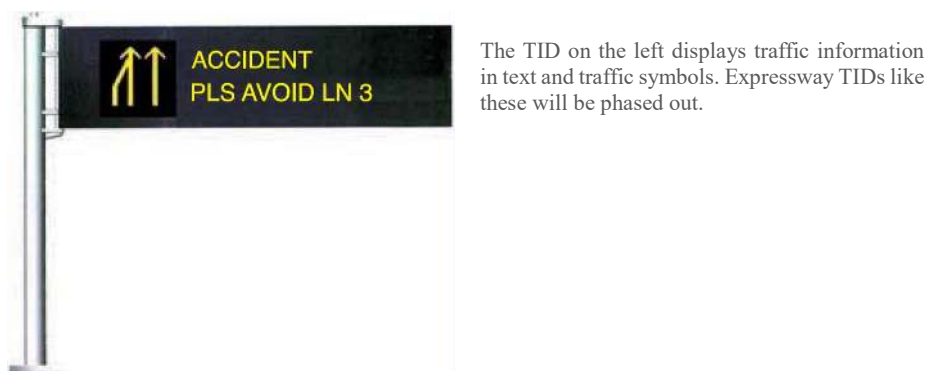 ACCIDENT
PLS AVOID LN 3
The TID on the left displays traffic information
in text and traffic symbols. Expressway TIDs like
these will be phased out.